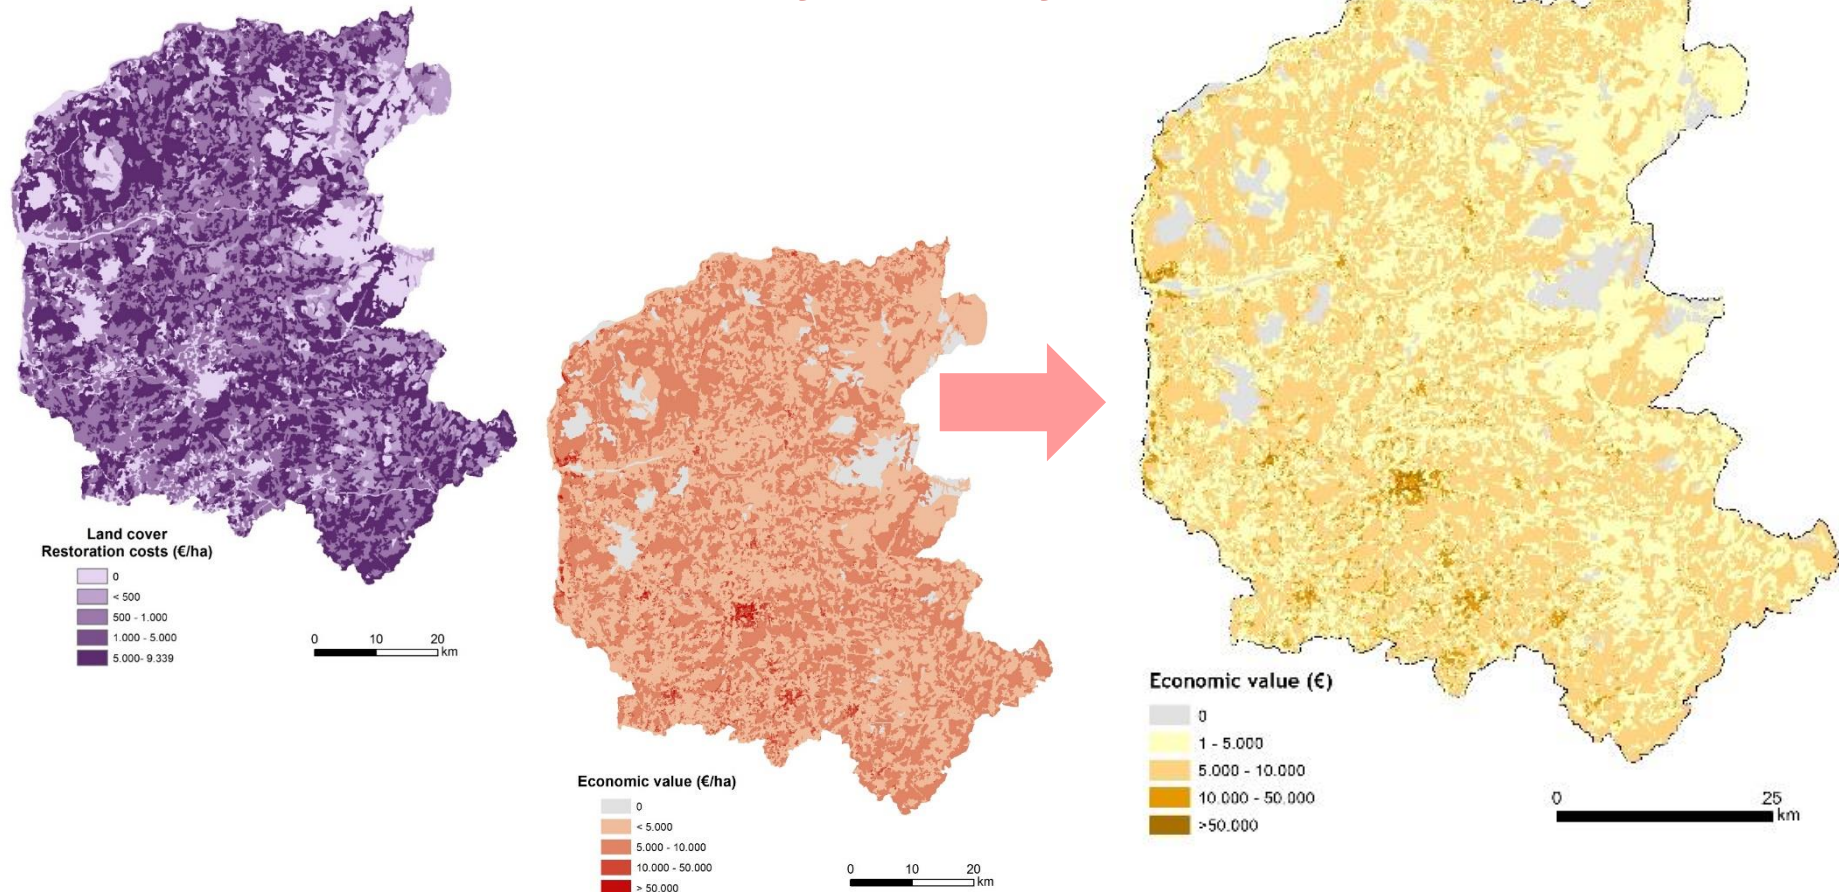 Land cover
Restoration costs (€/ha)
0
< 500
500 - 1.000
1.000 - 5.000
5.000- 9.339
0 10 20
km
Economic value (€/ha)
0
< 5.000
5.000 - 10.000
10.000 - 50.000
> 50.000
0 10 20
km
Economic value (€)
0
1 - 5.000
5.000 - 10.000
10.000 - 50.000
>50.000
0 25
km